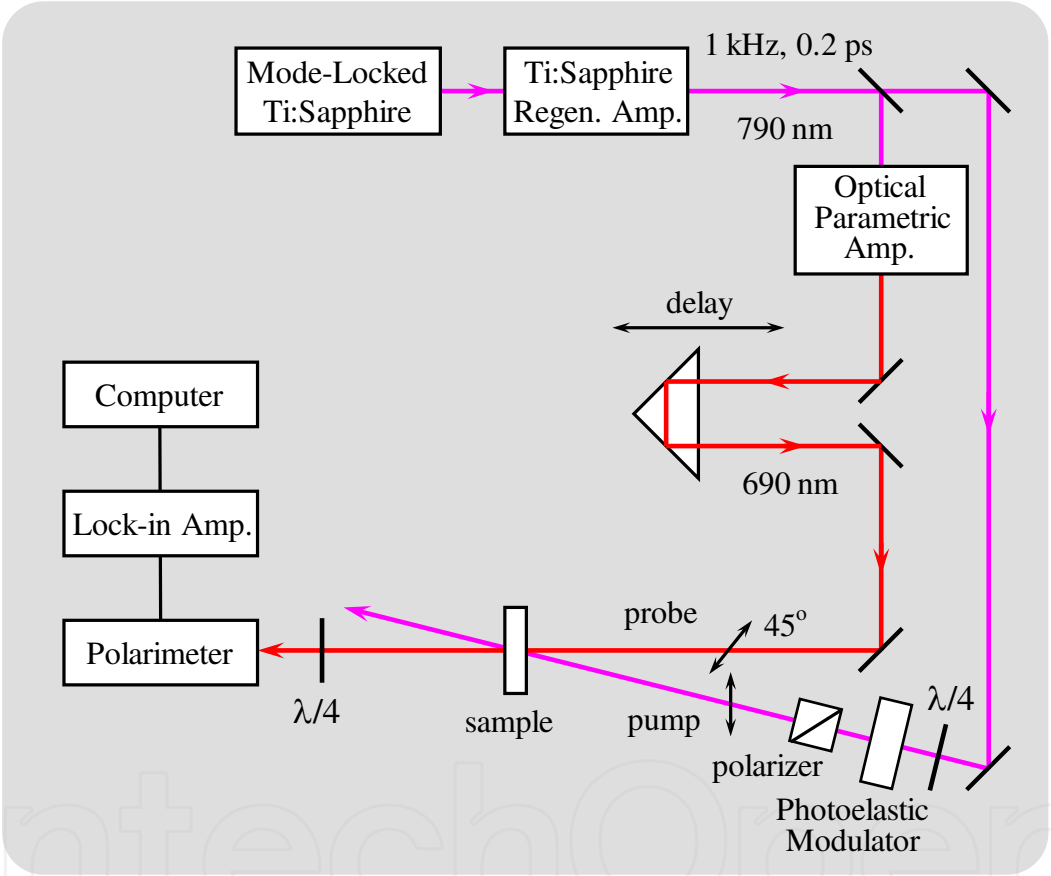 1 kHz, 0.2 ps
Mode-Locked
Ti:Sapphire
Ti:Sapphire
Regen. Amp.
790 nm
Optical
Parametric
Amp.
delay
Computer
690 nm
Lock-in Amp.
probe
45°
Polarimeter
λ/4
sample
pump
λ/4
polarizer
Photoelastic
Modulator
ntechOpen